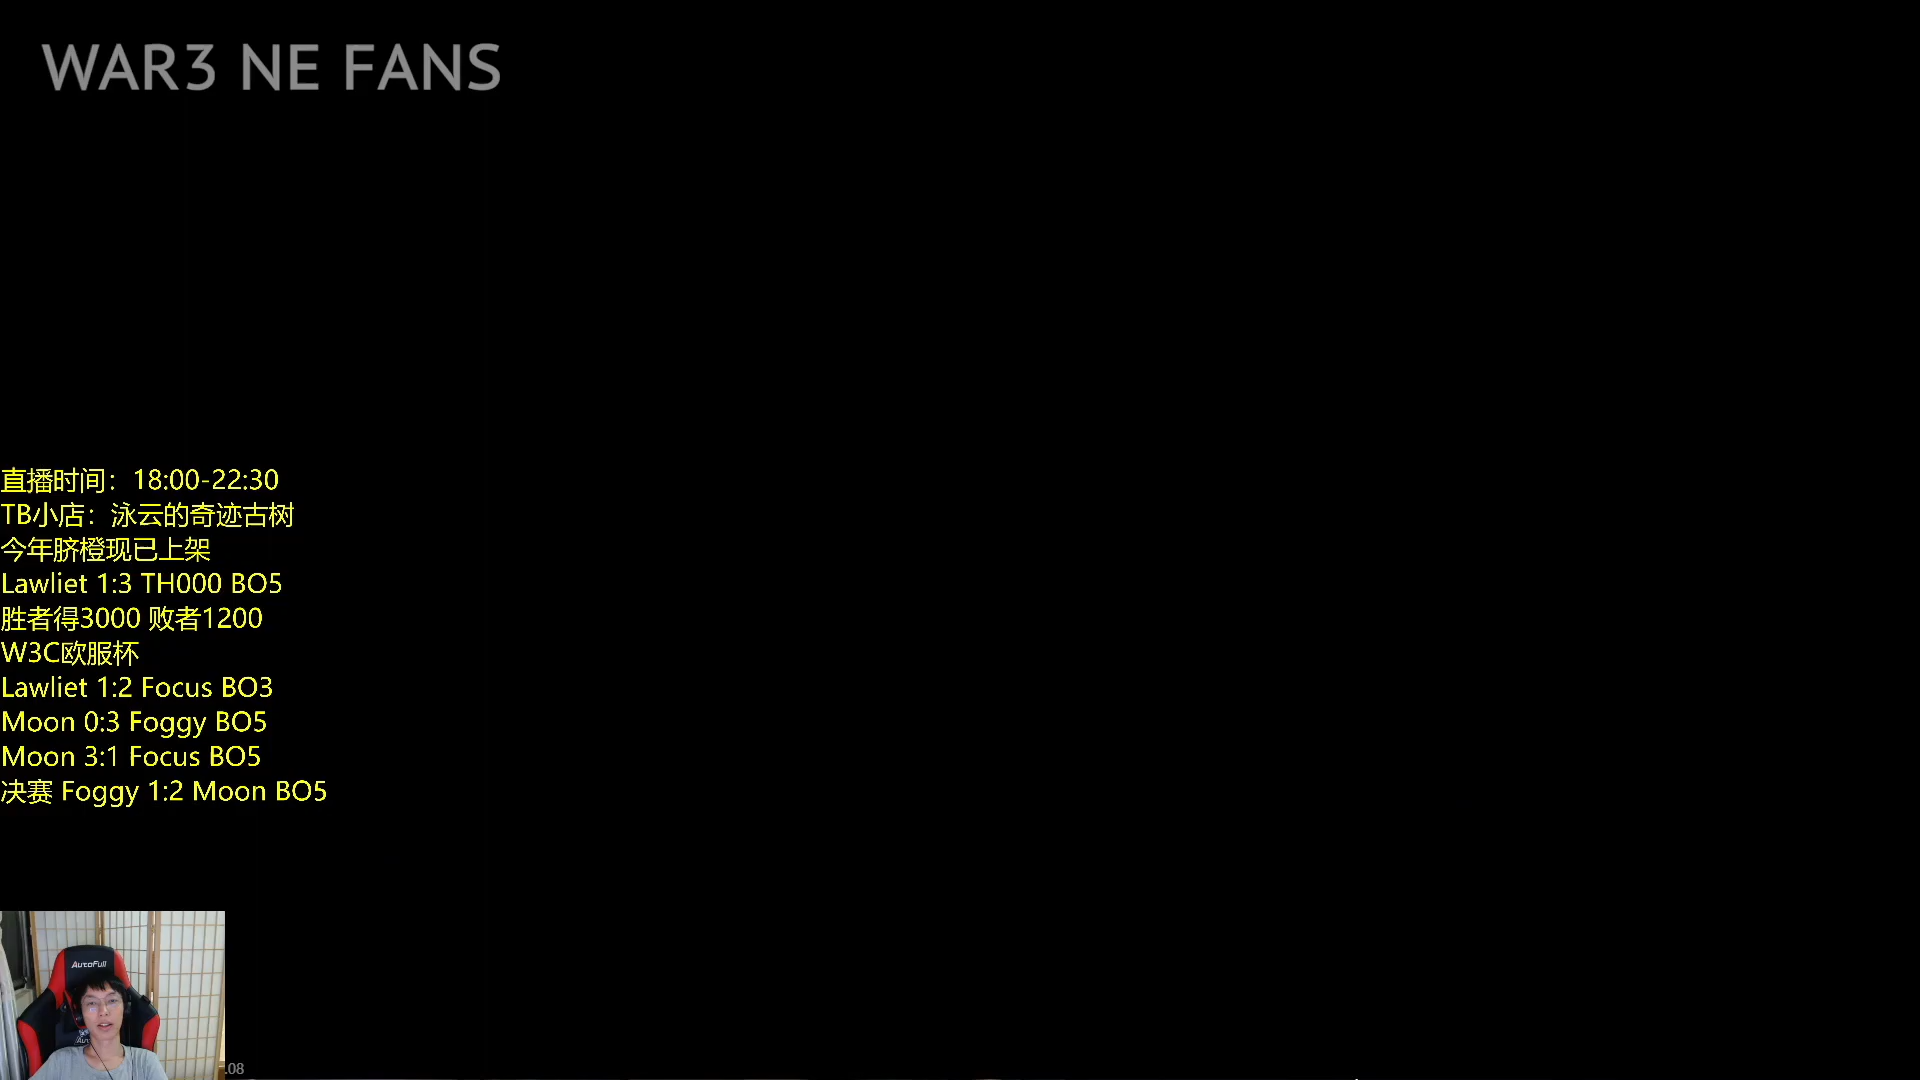 WAR3 NE FANS
直播时间：18:00-22:30
TB小店：泳云的奇迹古树
今年脐橙现已上架
Lawliet 1:3 TH000 BO5
胜者得3000 败者1200
W3C欧服杯
Lawliet 1:2 Focus BO3
Moon 0:3 Foggy BO5
Moon 3:1 Focus BO5
决赛 Foggy 1:2 Moon BO5
AutoFull
.08